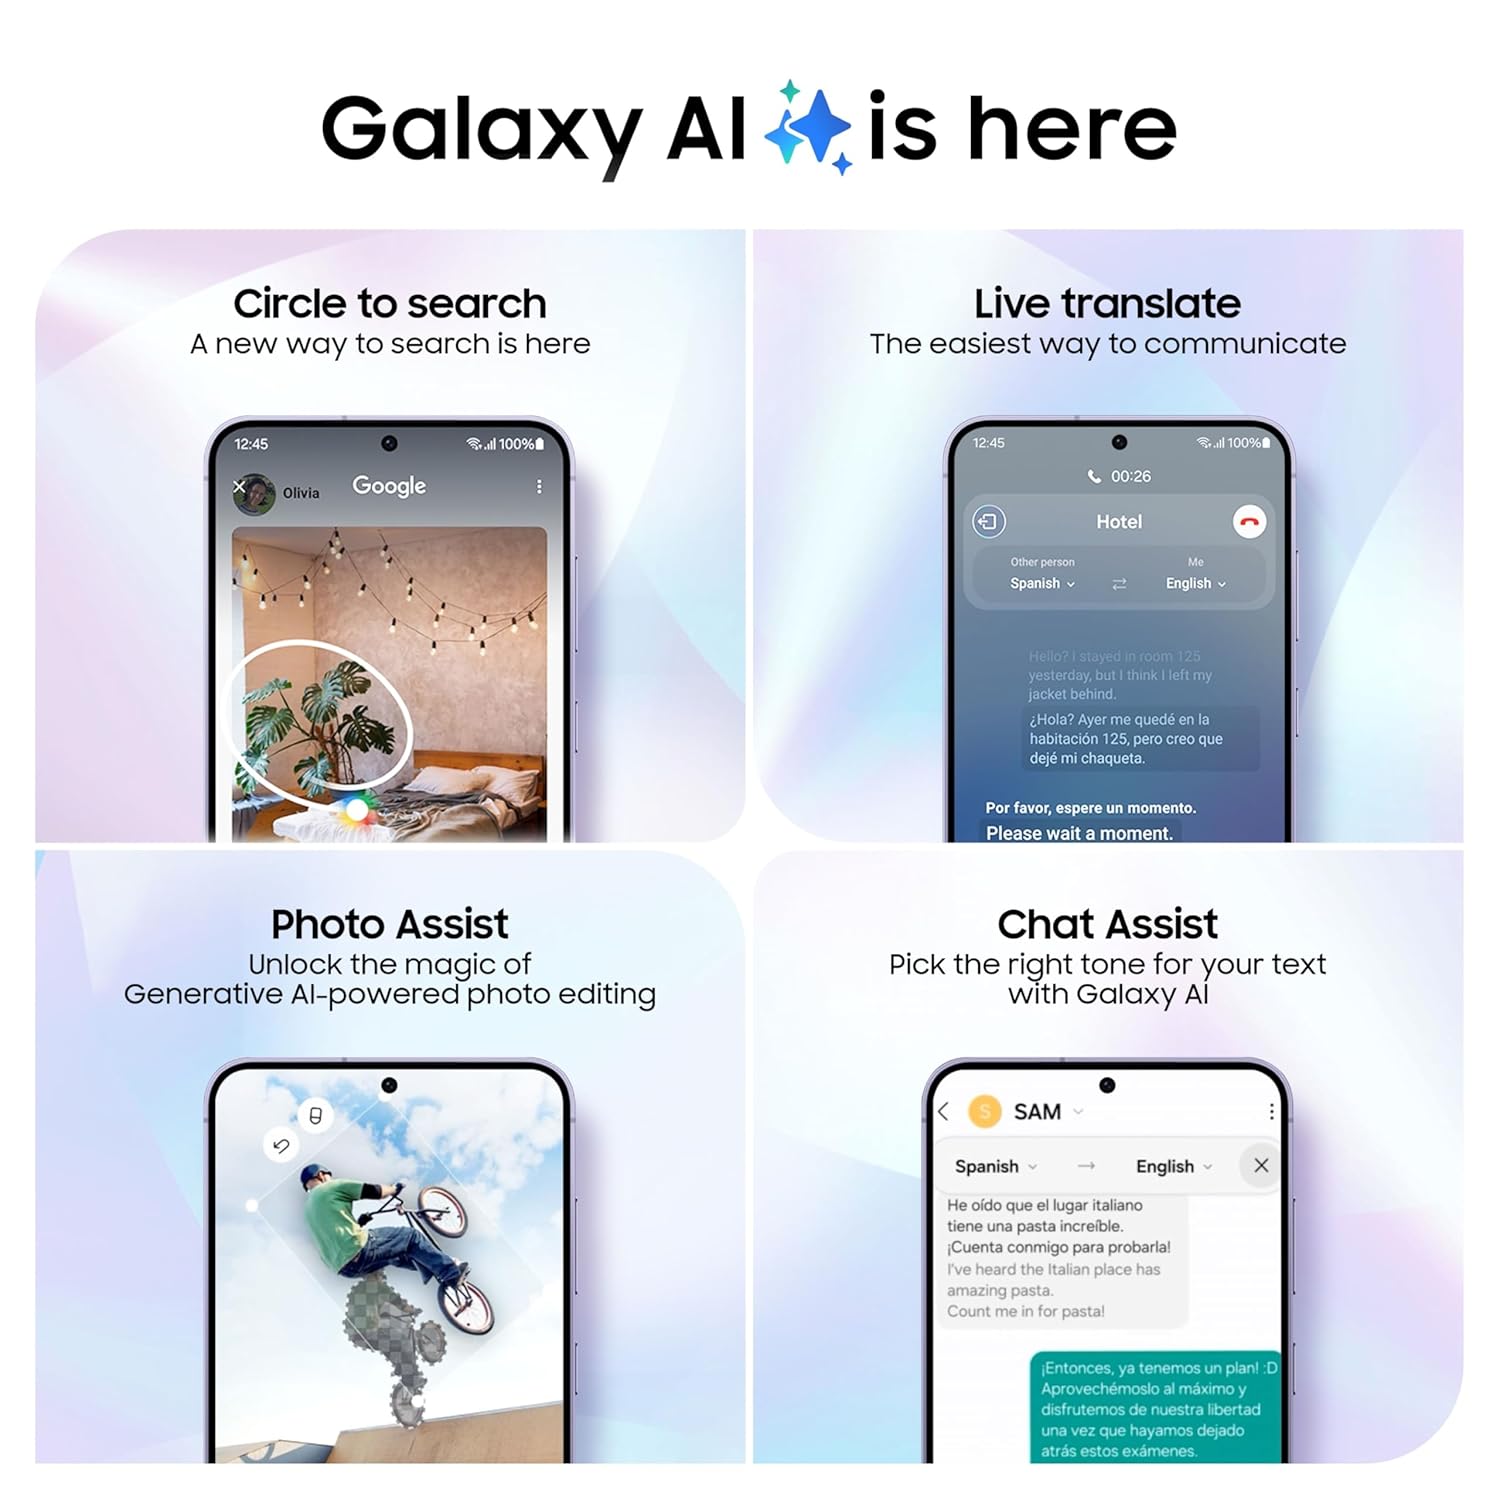 Galaxy AI is here
Circle to search
A new way to search is here
12:45
100%
Olivia
Google
Live translate
The easiest way to communicate
12:45
100%
00:26
Hotel
Other person
Me
Spanish
English
Hello? I stayed in room 125
yesterday, but I think I left my
jacket behind.
¿Hola? Ayer me quedé en la
habitación 125, pero creo que
dejé mi chaqueta.
Por favor, espere un momento.
Please wait a moment.
Photo Assist
Unlock the magic of
Generative AI-powered photo editing
Chat Assist
Pick the right tone for your text
with Galaxy AI
S
SAM
Spanish
English
He oído que el lugar italiano
tiene una pasta increíble.
¡Cuenta conmigo para probarla!
I've heard the Italian place has
amazing pasta.
Count me in for pasta!
¡Entonces, ya tenemos un plan! :D
Aprovechémoslo al máximo y
disfrutemos de nuestra libertad
una vez que hayamos dejado
atrás estos exámenes.